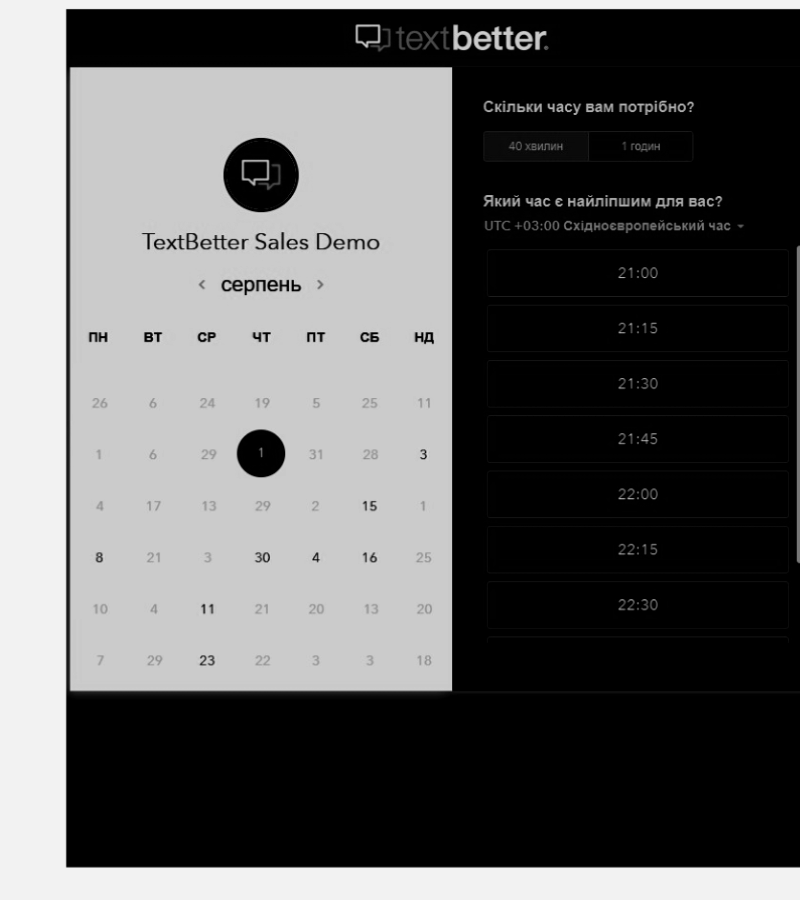 textbetter.
TextBetter Sales Demo
‹ серпень ›
ПН ВТ СР ЧТ ПТ СБ НД
26 6 24 19 5 25 11
1 6 29 1 31 28 3
4 17 13 29 2 15 1
8 21 3 30 4 16 25
10 4 11 21 20 13 20
7 29 23 22 3 3 18
Скільки часу вам потрібно?
40 хвилин 1 годин
Який час є найліпшим для вас?
UTC +03:00 Східноєвропейський час
21:00
21:15
21:30
21:45
22:00
22:15
22:30